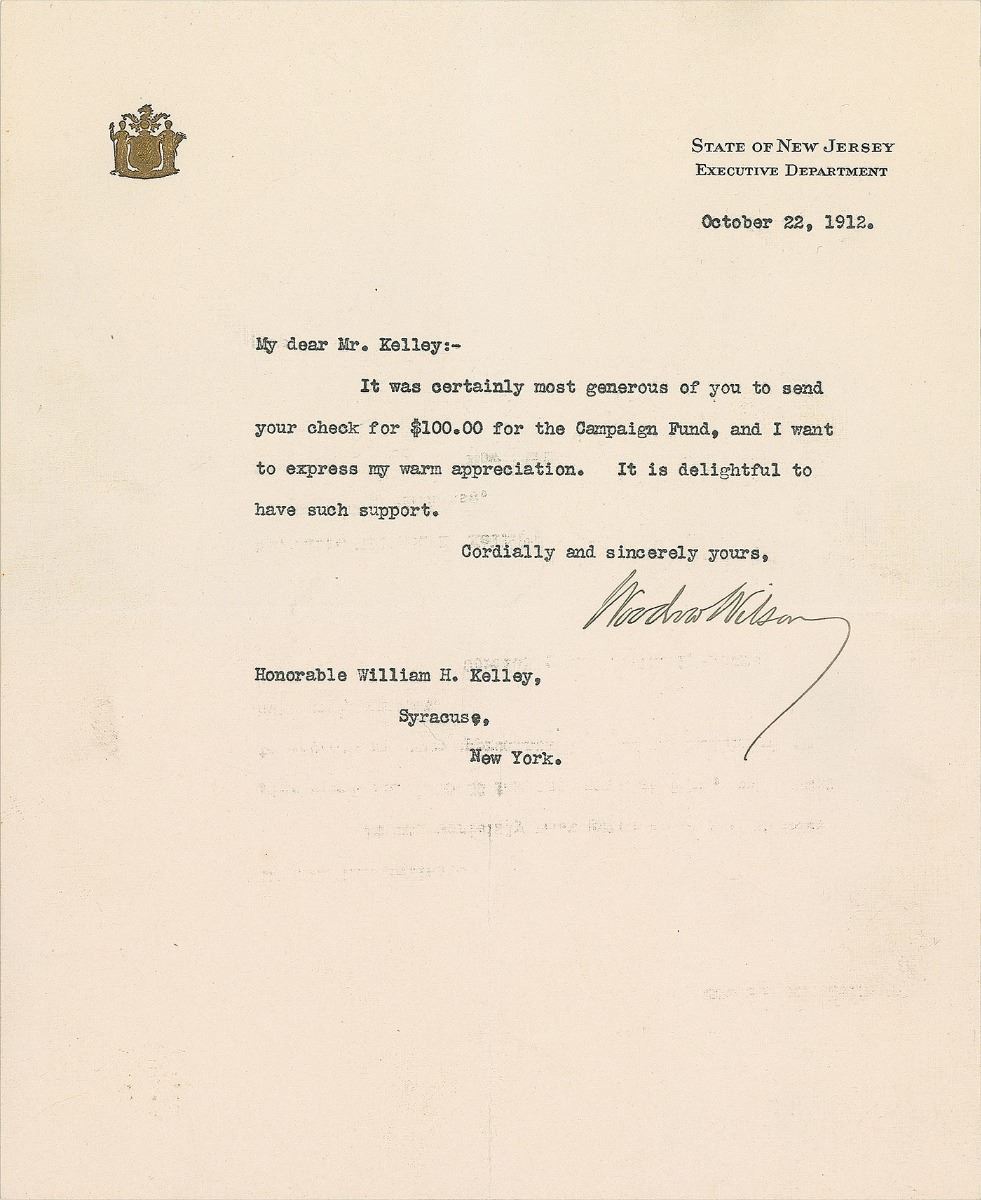 STATE OF NEW JERSEY
EXECUTIVE DEPARTMENT
October 22, 1912.
My dear Mr. Kelley:-
It was certainly most generous of you to send
your check for $100.00 for the Campaign Fund, and I want
to express my warm appreciation. It is delightful to
have such support.
Cordially and sincerely yours,
Woodrow Wilson
Honorable William H. Kelley,
Syracuse,
New York.